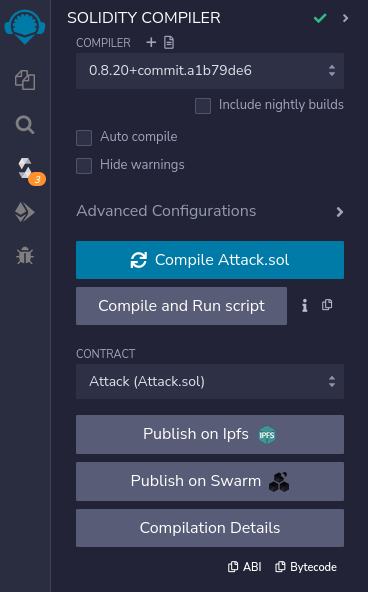 SOLIDITY COMPILER
COMPILER
0.8.20+commit.a1b79de6
Include nightly builds
Auto compile
Hide warnings
3
Advanced Configurations
Compile Attack.sol
Compile and Run script
CONTRACT
Attack (Attack.sol)
Publish on Ipfs IPFS
Publish on Swarm
Compilation Details
ABI Bytecode